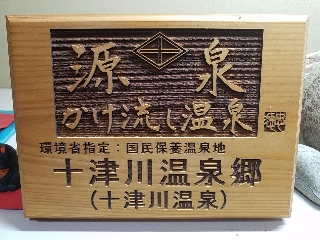 源泉
かけ流し温泉
環境省指定：国民保養温泉地
十津川温泉郷
(十津川温泉)